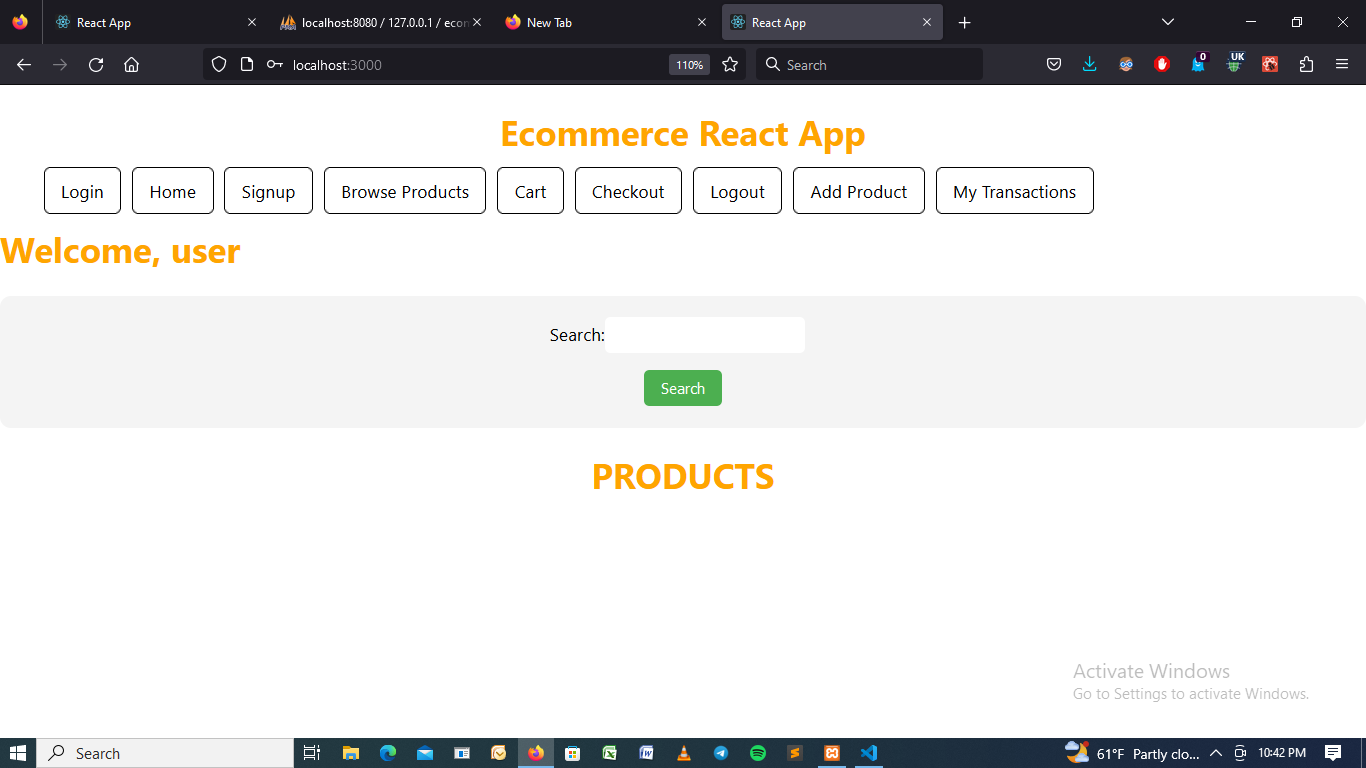 React App
localhost:8080 / 127.0.0.1 / econ
New Tab
React App
localhost:3000
110%
Search
0
UK
Ecommerce React App
Login
Home
Signup
Browse Products
Cart
Checkout
Logout
Add Product
My Transactions
Welcome, user
Search:
Search
PRODUCTS
Activate Windows
Go to Settings to activate Windows.
Search
61°F Partly clo...
10:42 PM